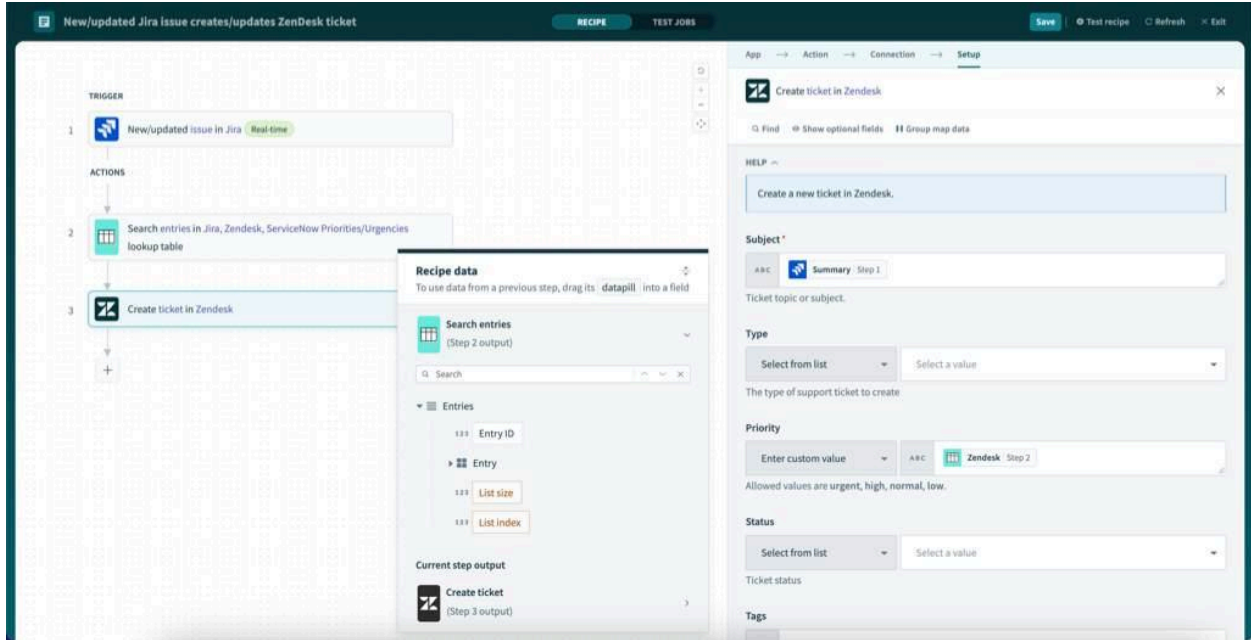 New/updated Jira issue creates/updates ZenDesk ticket
RECIPE
TEST JOBS
Save
Test recipe
Refresh
Exit
TRIGGER
1
New/updated issue in Jira
Real-time
ACTIONS
2
Search entries in Jira, Zendesk, ServiceNow Priorities/Urgencies
lookup table
3
Create ticket in Zendesk
Recipe data
To use data from a previous step, drag its datapill into a field
Search entries
(Step 2 output)
Search
Entries
123 Entry ID
Entry
123 List size
123 List index
Current step output
Create ticket
(Step 3 output)
App → Action → Connection → Setup
Create ticket in Zendesk
Find
Show optional fields
Group map data
HELP
Create a new ticket in Zendesk.
Subject*
ABC Summary Step 1
Ticket topic or subject.
Type
Select from list
Select a value
The type of support ticket to create
Priority
Enter custom value
ABC Zendesk Step 2
Allowed values are urgent, high, normal, low.
Status
Select from list
Select a value
Ticket status
Tags